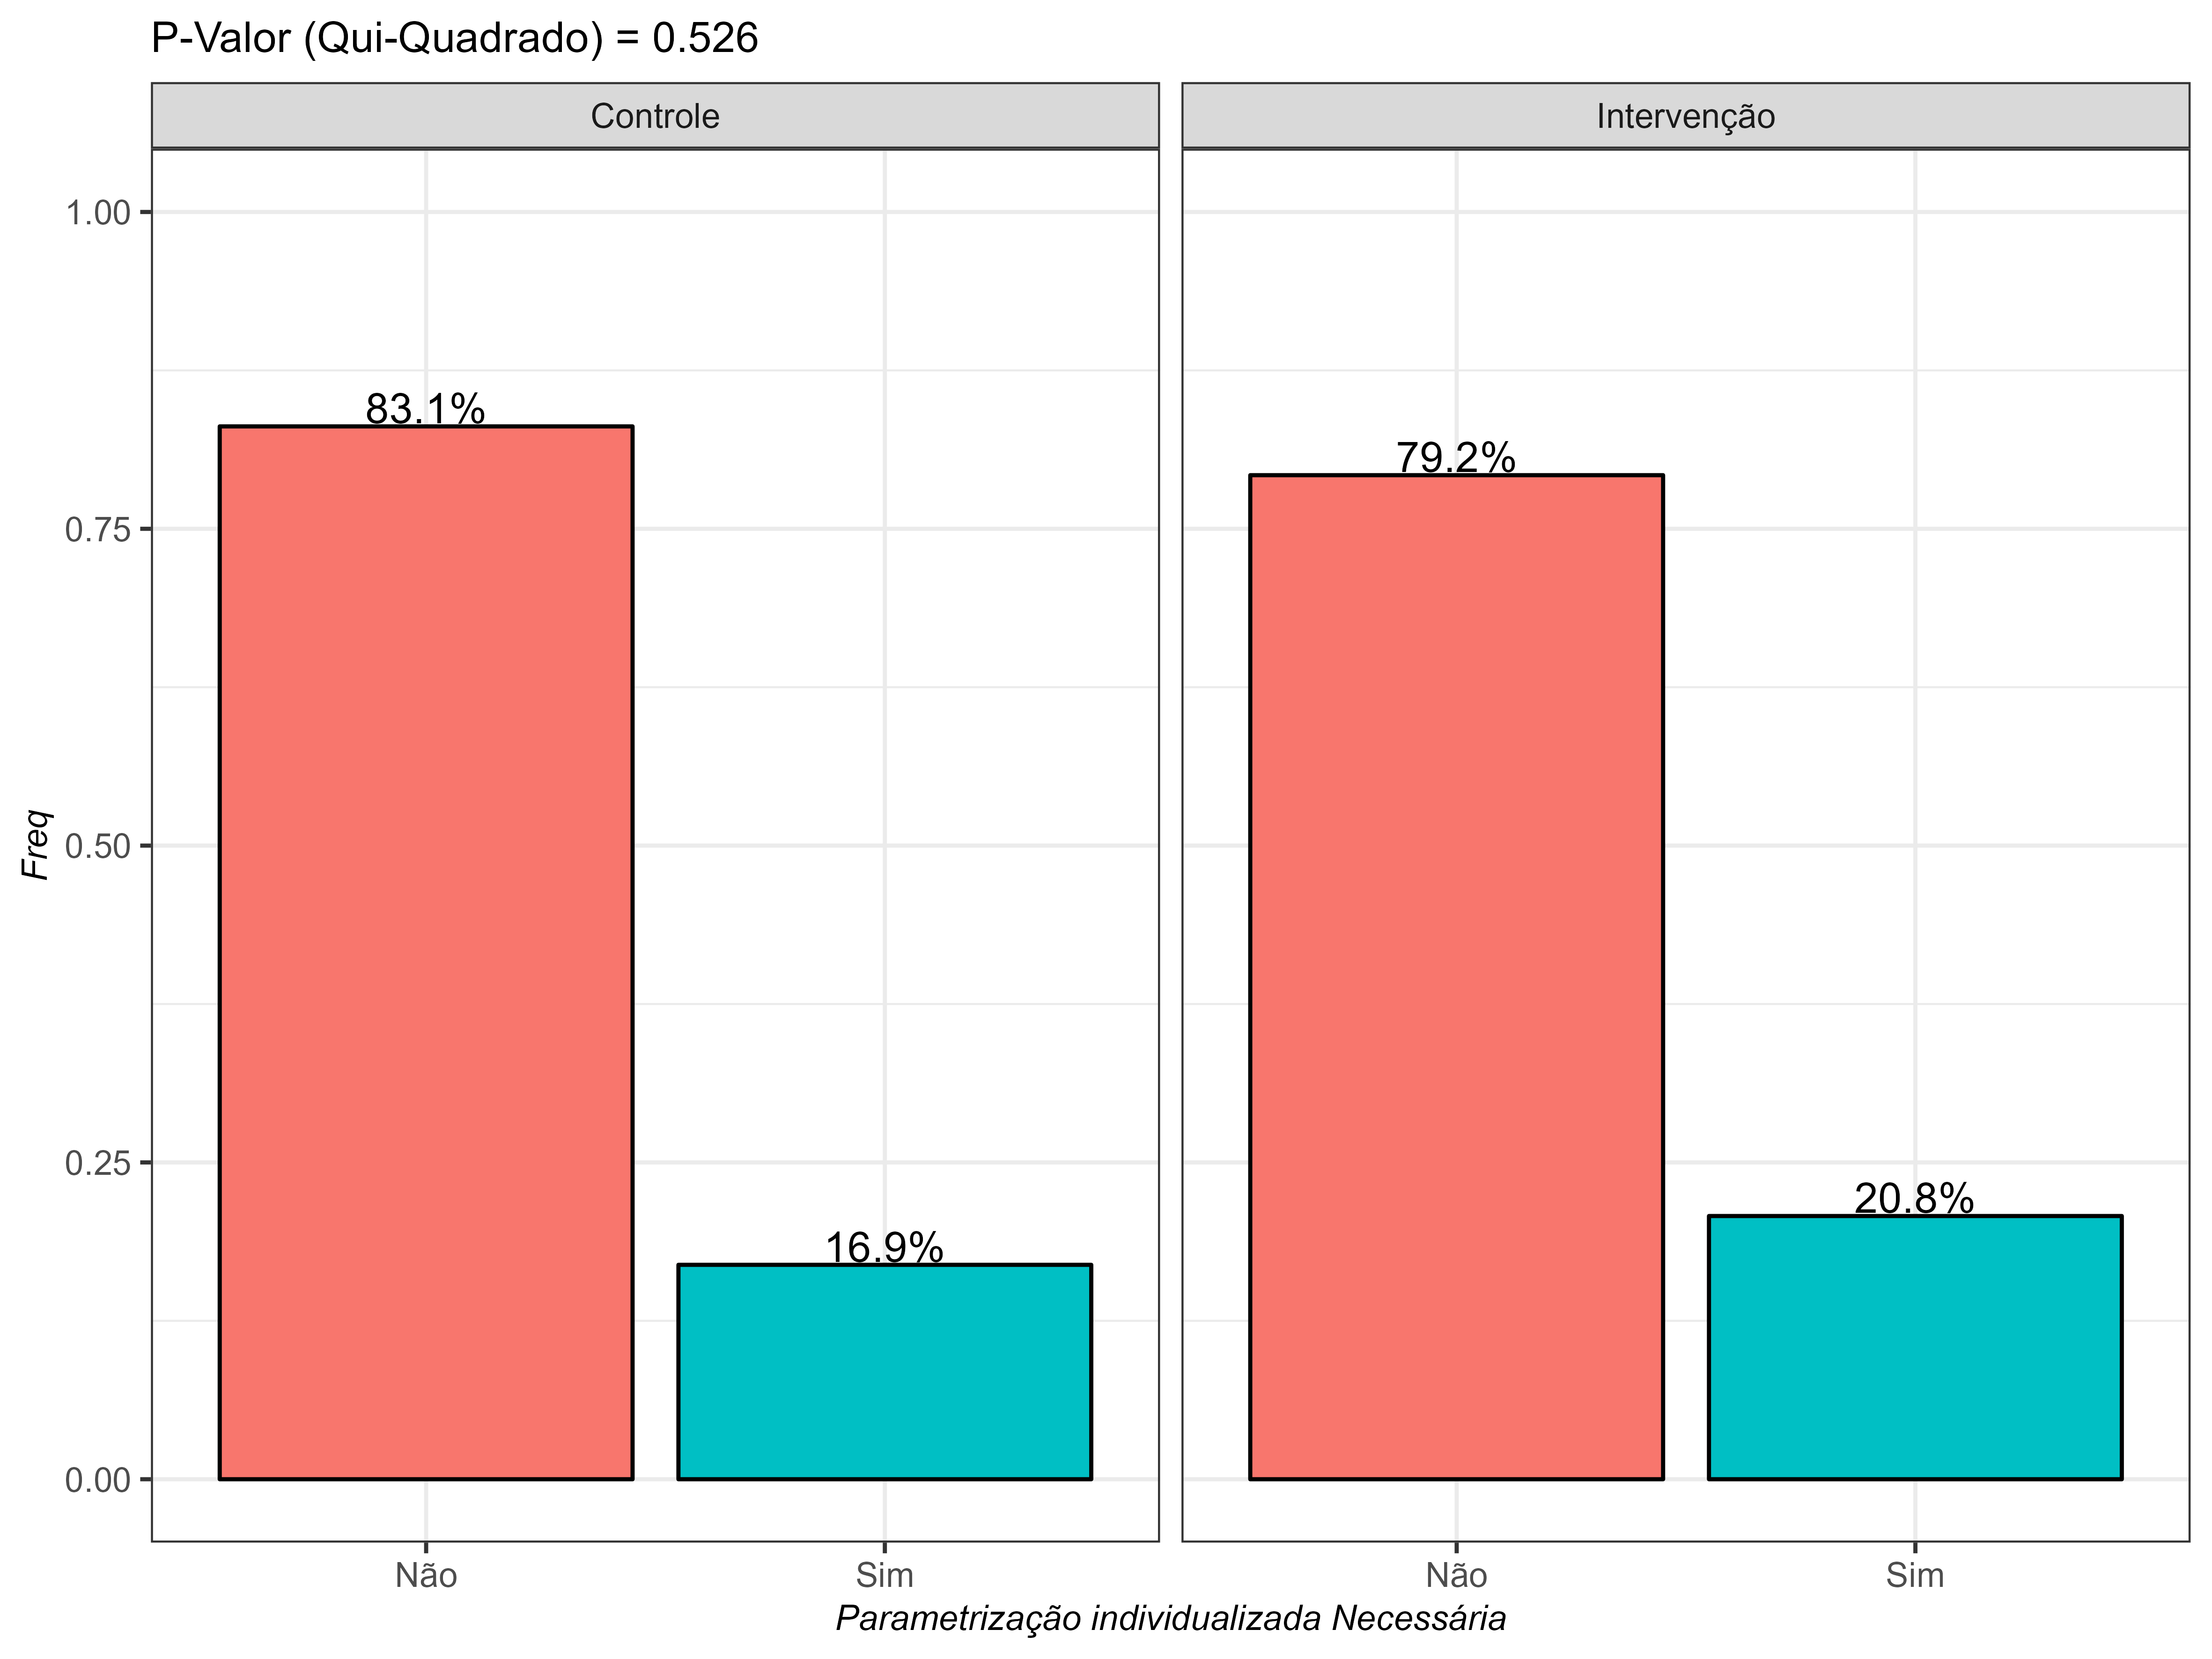 P-Valor (Qui-Quadrado) = 0.526
Controle
Intervenção
1.00
0.75
0.50
0.25
0.00
Freq
83.1%
16.9%
79.2%
20.8%
Não
Sim
Não
Sim
Parametrização individualizada Necessária